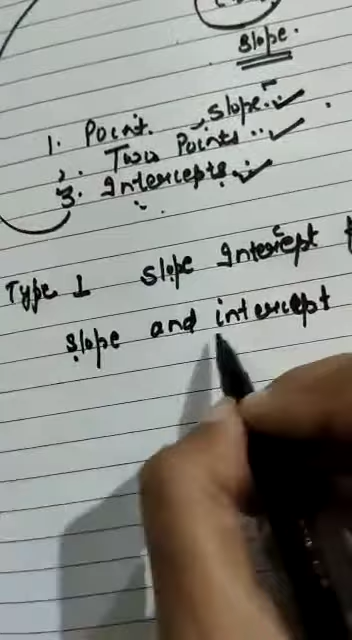 slope.
1. Point. , slope. ✓
2. Two Points .. ✓
3. Intercepts. ✓
Type 1 slope Intercept
slope and intercept